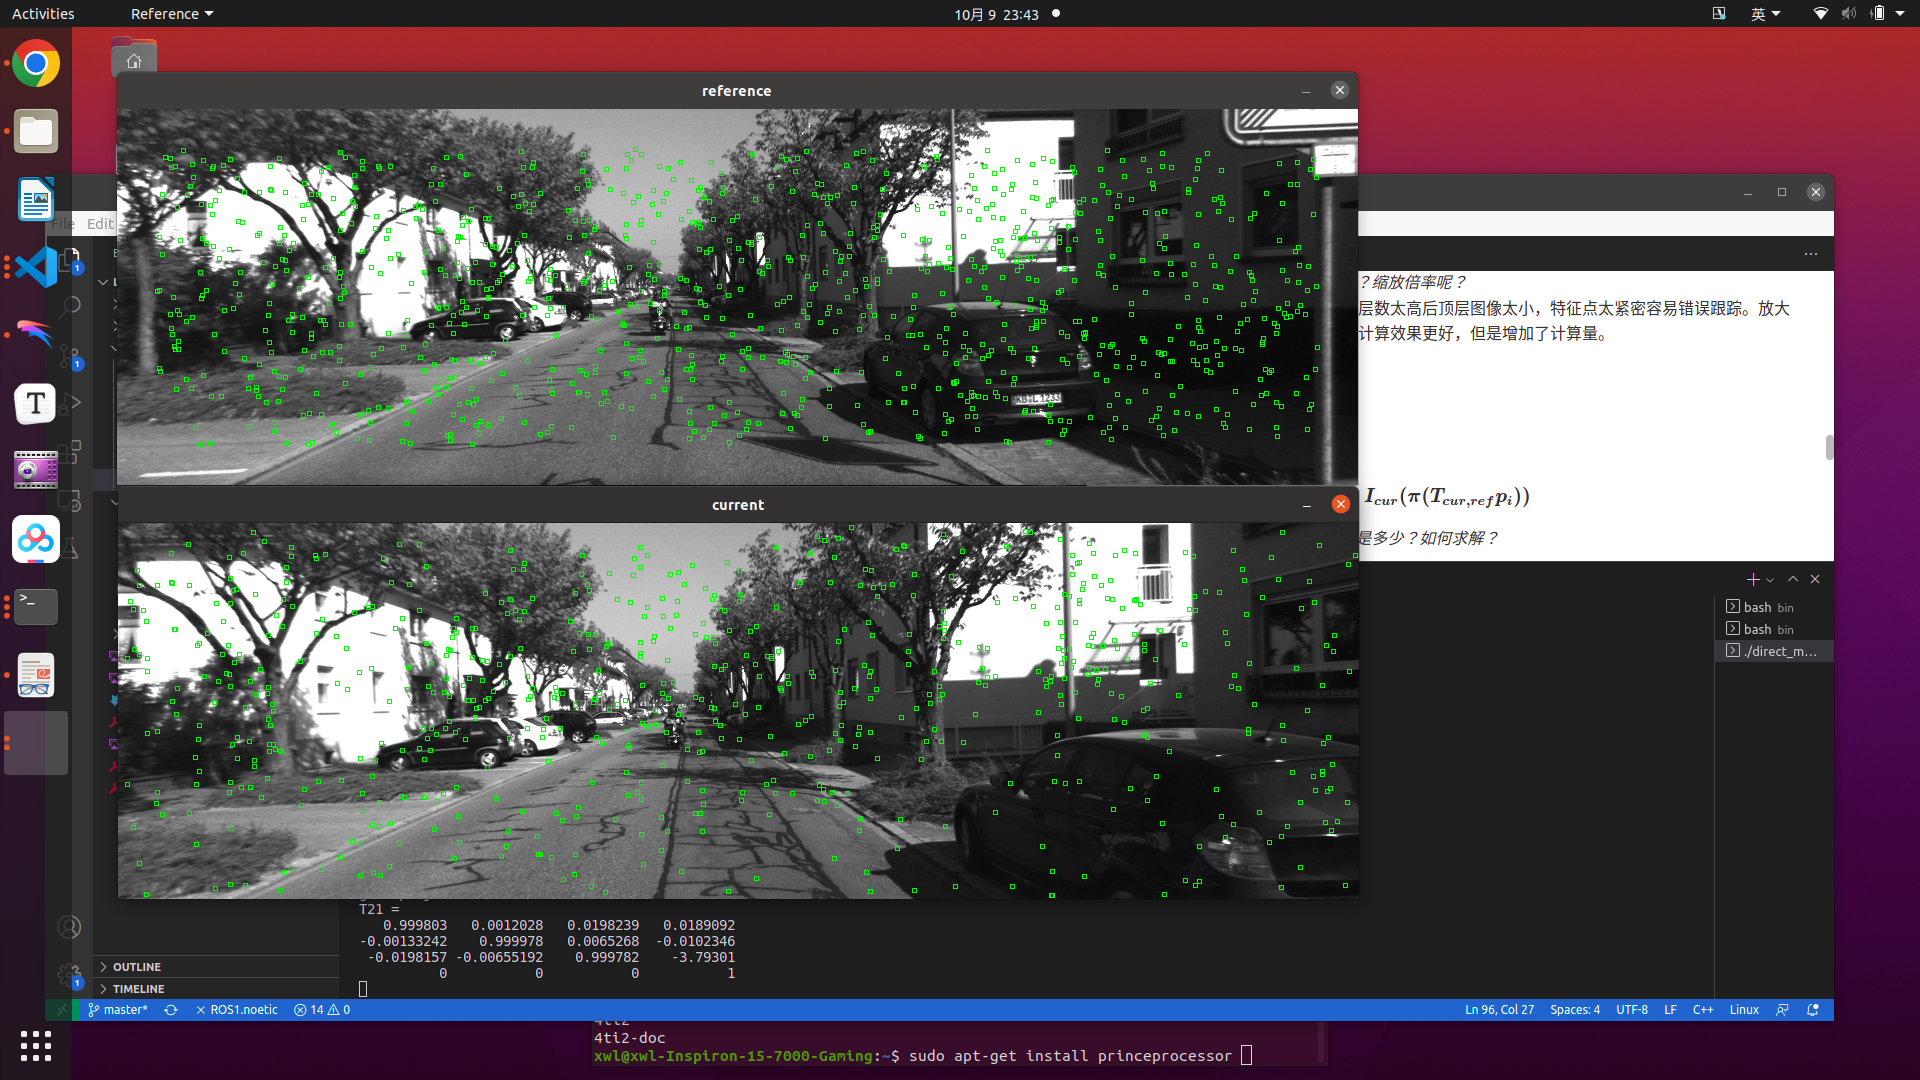 Activities
Reference
10月 9 23:43
英
reference
File Edit
KB L 1233
?缩放倍率呢？
层数太高后顶层图像太小，特征点太紧密容易错误跟踪。放大
计算效果更好，但是增加了计算量。
I_cur(π(T_cur,ref p_i))
是多少？如何求解？
current
bash bin
bash bin
./direct_m...
T21 =
0.999803 0.0012028 0.0198239 0.0189092
-0.00133242 0.999978 0.0065268 -0.0102346
-0.0198157 -0.00655192 0.999782 -3.79301
0 0 0 1
OUTLINE
TIMELINE
master*
ROS1.noetic
14 0
Ln 96, Col 27
Spaces: 4
UTF-8
LF
C++
Linux
4ti2
4ti2-doc
xwl@xwl-Inspiron-15-7000-Gaming:~$ sudo apt-get install princeprocessor